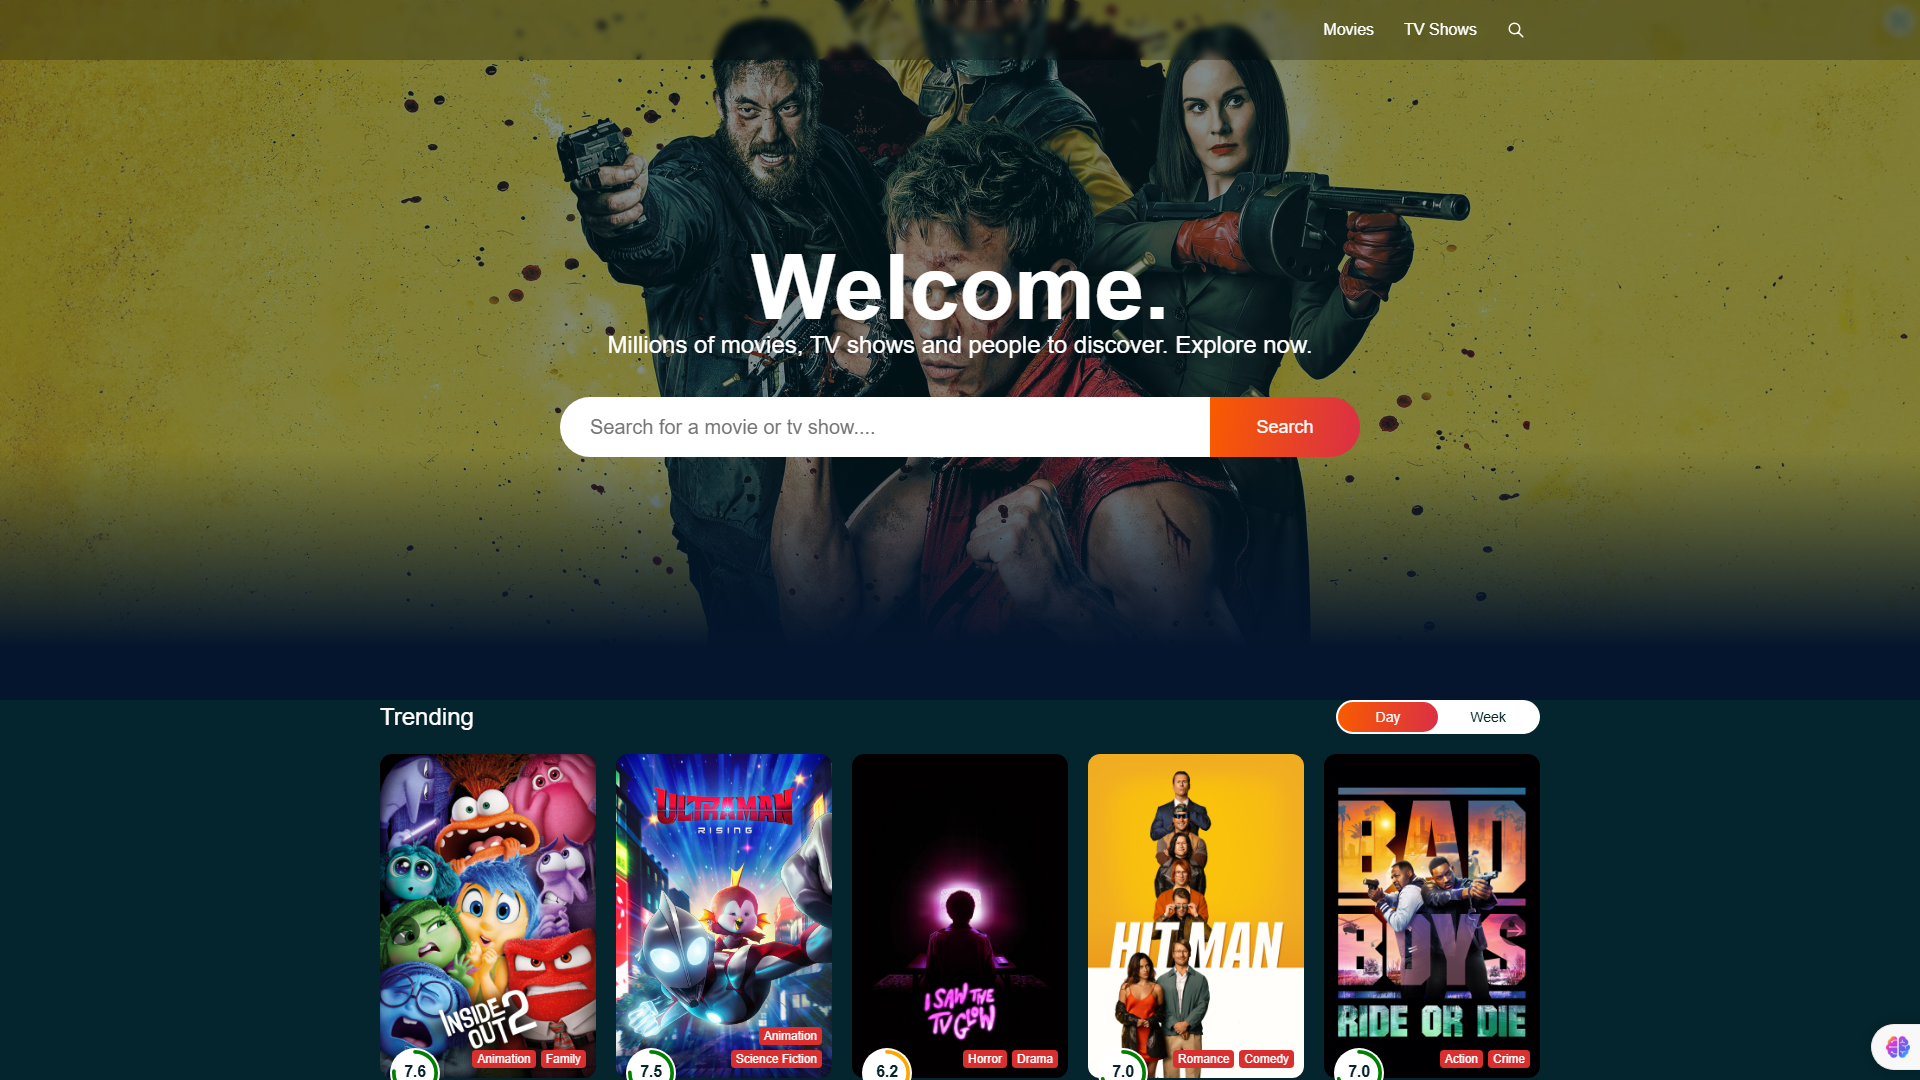 Movies TV Shows
Welcome.
Millions of movies, TV shows and people to discover. Explore now.
Search for a movie or tv show.... Search
Trending Day Week
INSIDE OUT 2
Animation Family
7.6
ULTRAMAN
RISING
Animation
Science Fiction
7.5
I SAW THE
TV GLOW
Horror Drama
6.2
HIT MAN
Romance Comedy
7.0
BAD
BOYS
RIDE OR DIE
Action Crime
7.0